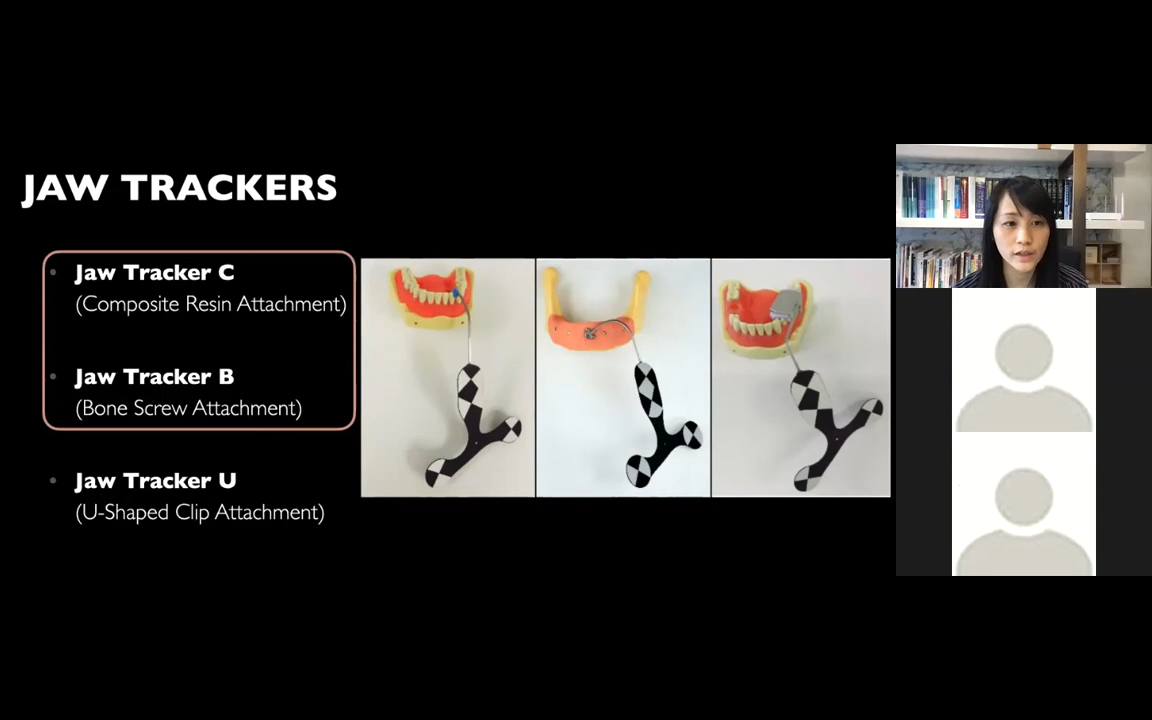 JAW TRACKERS
• Jaw Tracker C
(Composite Resin Attachment)
• Jaw Tracker B
(Bone Screw Attachment)
• Jaw Tracker U
(U-Shaped Clip Attachment)